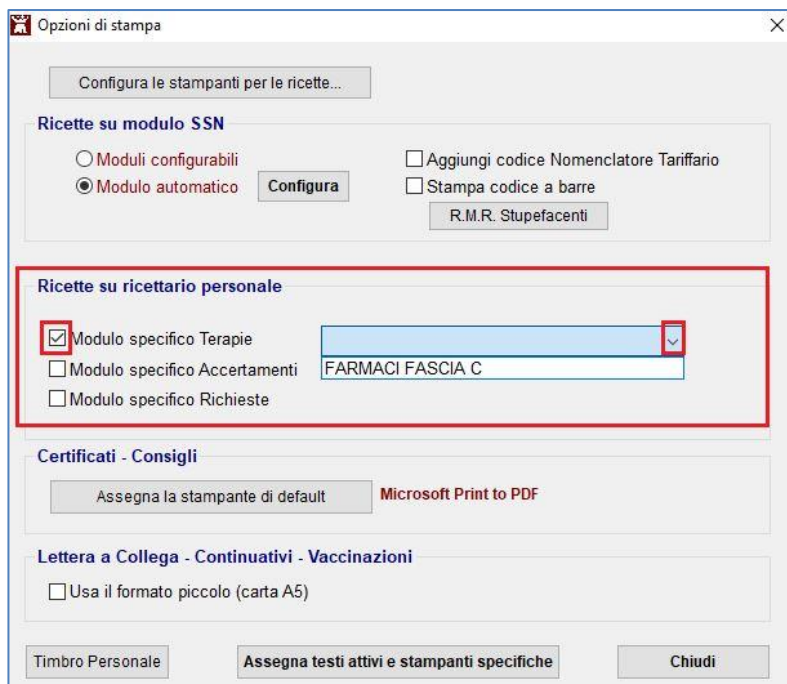 Opzioni di stampa
Configura le stampanti per le ricette...
Ricette su modulo SSN
Moduli configurabili
Aggiungi codice Nomenclatore Tariffario
Modulo automatico
Configura
Stampa codice a barre
R.M.R. Stupefacenti
Ricette su ricettario personale
Modulo specifico Terapie
Modulo specifico Accertamenti
FARMACI FASCIA C
Modulo specifico Richieste
Certificati - Consigli
Assegna la stampante di default
Microsoft Print to PDF
Lettera a Collega - Continuativi - Vaccinazioni
Usa il formato piccolo (carta A5)
Timbro Personale
Assegna testi attivi e stampanti specifiche
Chiudi